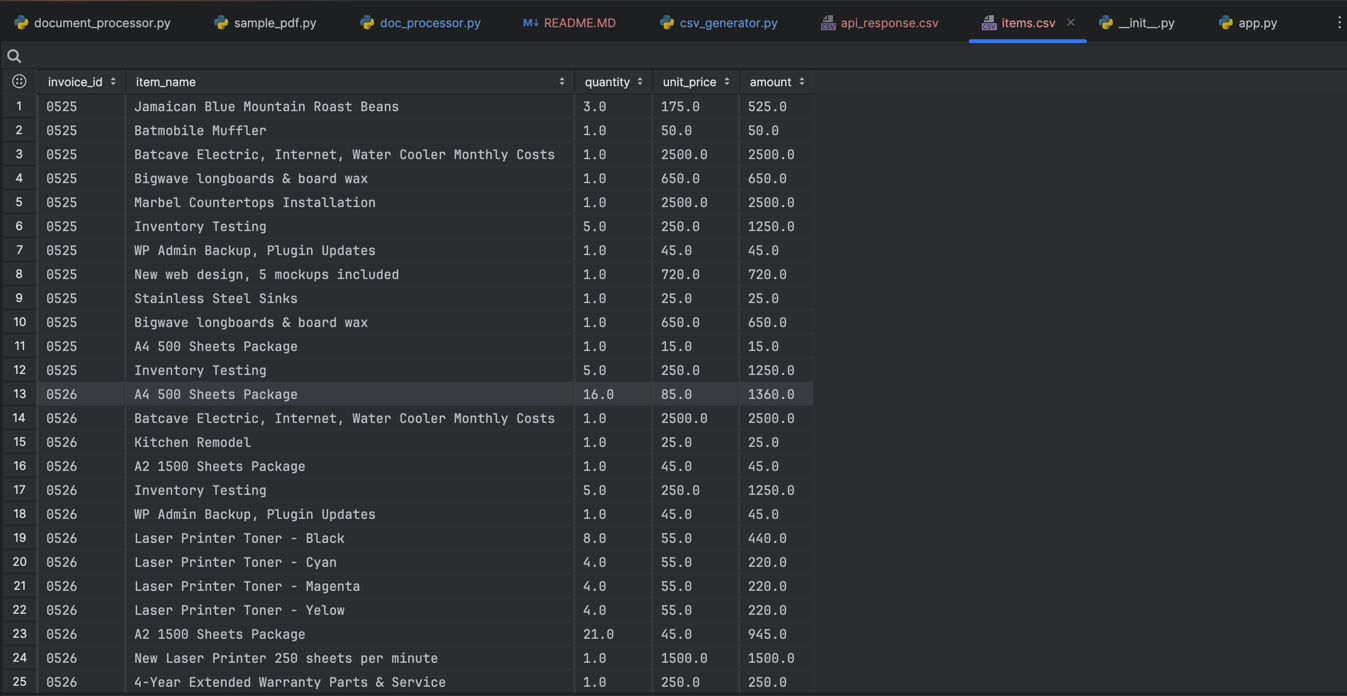 document_processor.py sample_pdf.py doc_processor.py M↓ README.MD csv_generator.py api_response.csv items.csv × __init__.py app.py
invoice_id item_name quantity unit_price amount
1 0525 Jamaican Blue Mountain Roast Beans 3.0 175.0 525.0
2 0525 Batmobile Muffler 1.0 50.0 50.0
3 0525 Batcave Electric, Internet, Water Cooler Monthly Costs 1.0 2500.0 2500.0
4 0525 Bigwave longboards & board wax 1.0 650.0 650.0
5 0525 Marbel Countertops Installation 1.0 2500.0 2500.0
6 0525 Inventory Testing 5.0 250.0 1250.0
7 0525 WP Admin Backup, Plugin Updates 1.0 45.0 45.0
8 0525 New web design, 5 mockups included 1.0 720.0 720.0
9 0525 Stainless Steel Sinks 1.0 25.0 25.0
10 0525 Bigwave longboards & board wax 1.0 650.0 650.0
11 0525 A4 500 Sheets Package 1.0 15.0 15.0
12 0525 Inventory Testing 5.0 250.0 1250.0
13 0526 A4 500 Sheets Package 16.0 85.0 1360.0
14 0526 Batcave Electric, Internet, Water Cooler Monthly Costs 1.0 2500.0 2500.0
15 0526 Kitchen Remodel 1.0 25.0 25.0
16 0526 A2 1500 Sheets Package 1.0 45.0 45.0
17 0526 Inventory Testing 5.0 250.0 1250.0
18 0526 WP Admin Backup, Plugin Updates 1.0 45.0 45.0
19 0526 Laser Printer Toner - Black 8.0 55.0 440.0
20 0526 Laser Printer Toner - Cyan 4.0 55.0 220.0
21 0526 Laser Printer Toner - Magenta 4.0 55.0 220.0
22 0526 Laser Printer Toner - Yelow 4.0 55.0 220.0
23 0526 A2 1500 Sheets Package 21.0 45.0 945.0
24 0526 New Laser Printer 250 sheets per minute 1.0 1500.0 1500.0
25 0526 4-Year Extended Warranty Parts & Service 1.0 250.0 250.0